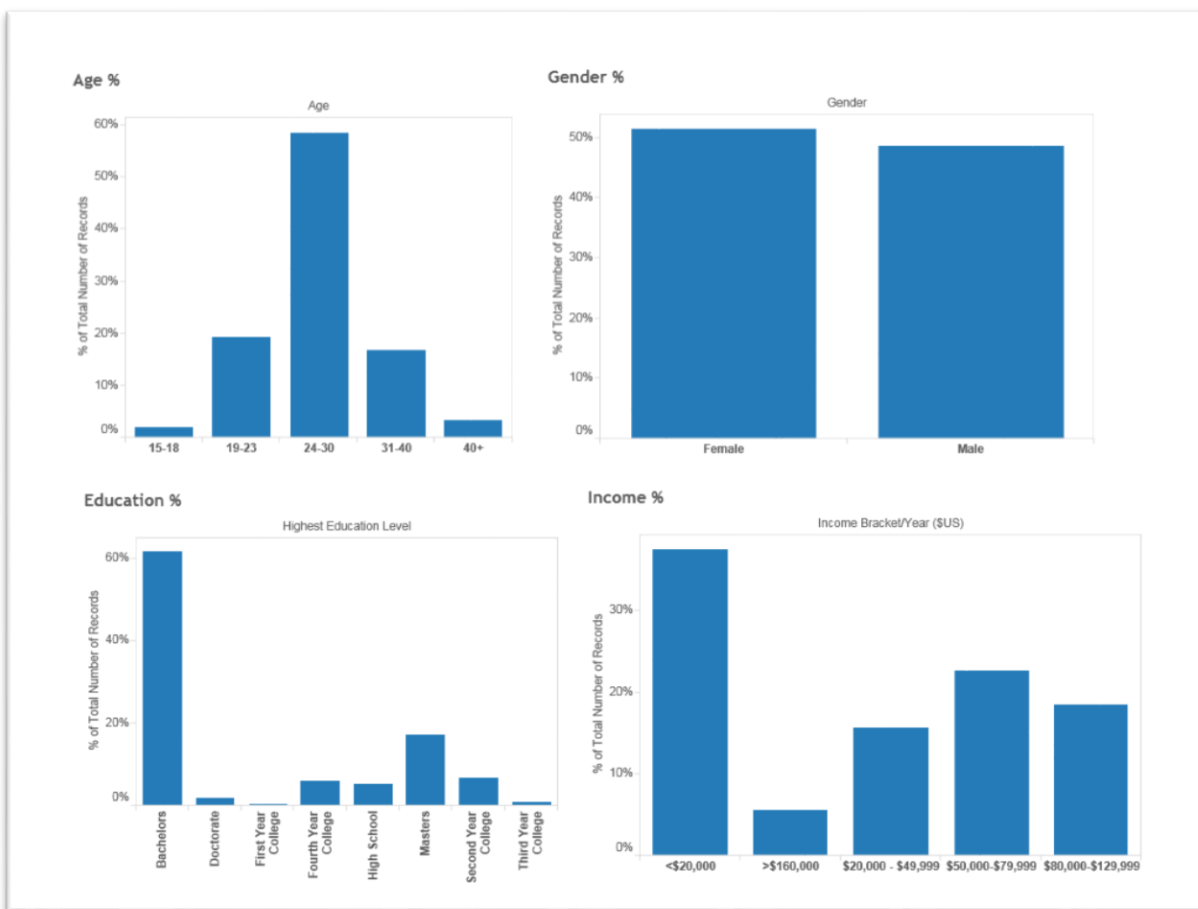 Age %
Age
% of Total Number of Records
60%
50%
40%
30%
20%
10%
0%
15-18
19-23
24-30
31-40
40+
Gender %
Gender
% of Total Number of Records
50%
40%
30%
20%
10%
0%
Female
Male
Education %
Highest Education Level
% of Total Number of Records
60%
40%
20%
0%
Bachelors
Doctorate
First Year
College
Fourth Year
College
High School
Masters
Second Year
College
Third Year
College
Income %
Income Bracket/Year ($US)
% of Total Number of Records
30%
20%
10%
0%
<$20,000
>$160,000
$20,000 - $49,999
$50,000-$79,999
$80,000-$129,999